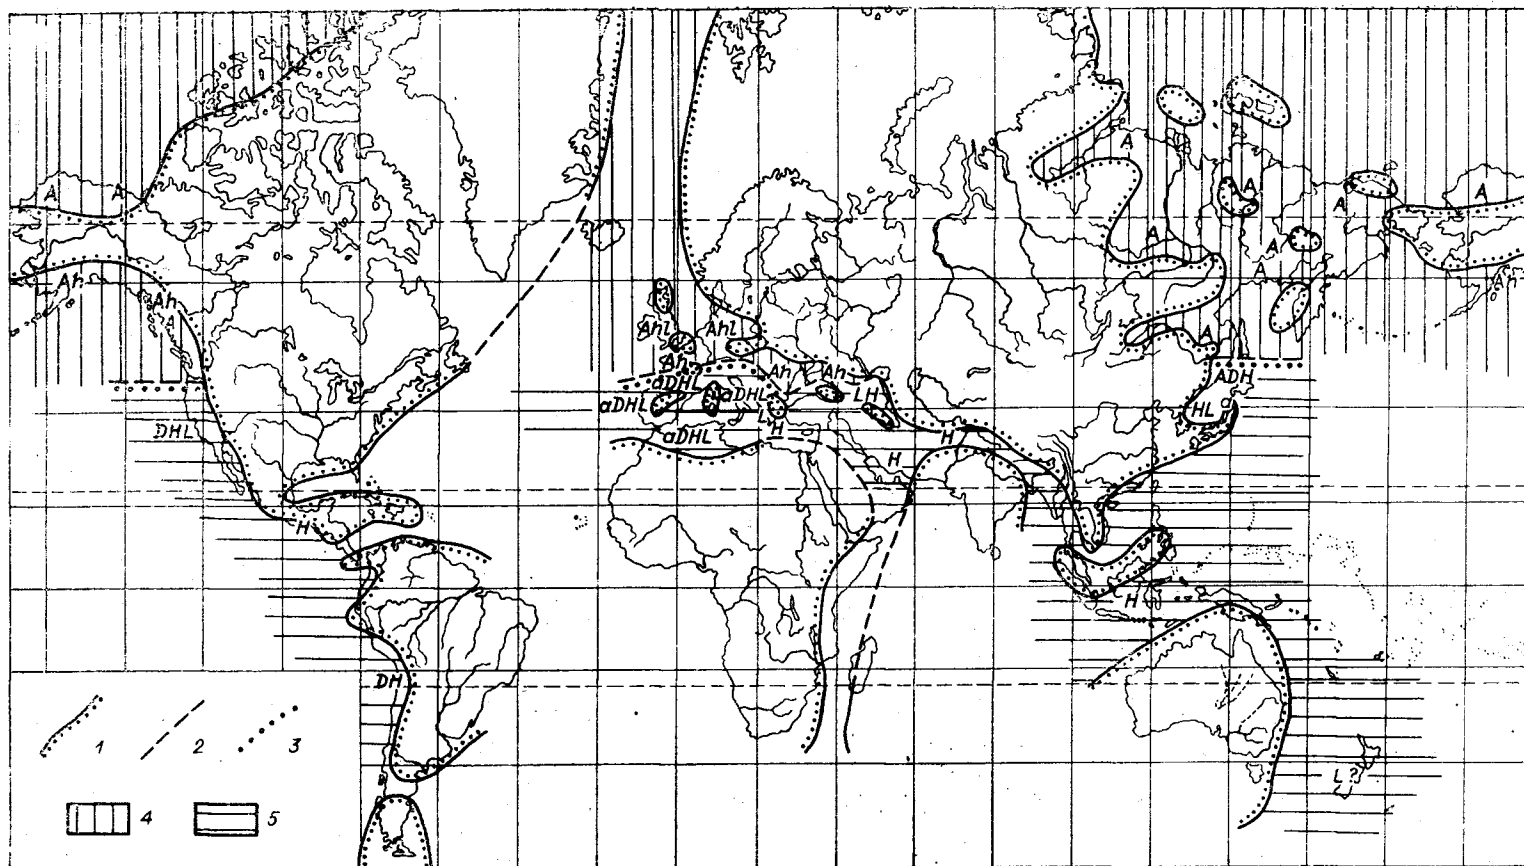 A A A A
A A A
A A A
Ah Ah Ah
Ahl Ahl A
Ah Ah Ah ADH
aDHL aDHL LH HL
aDHL
DHL aDHL L H H
H
H
H
DH
1 2 3
L?
4 5